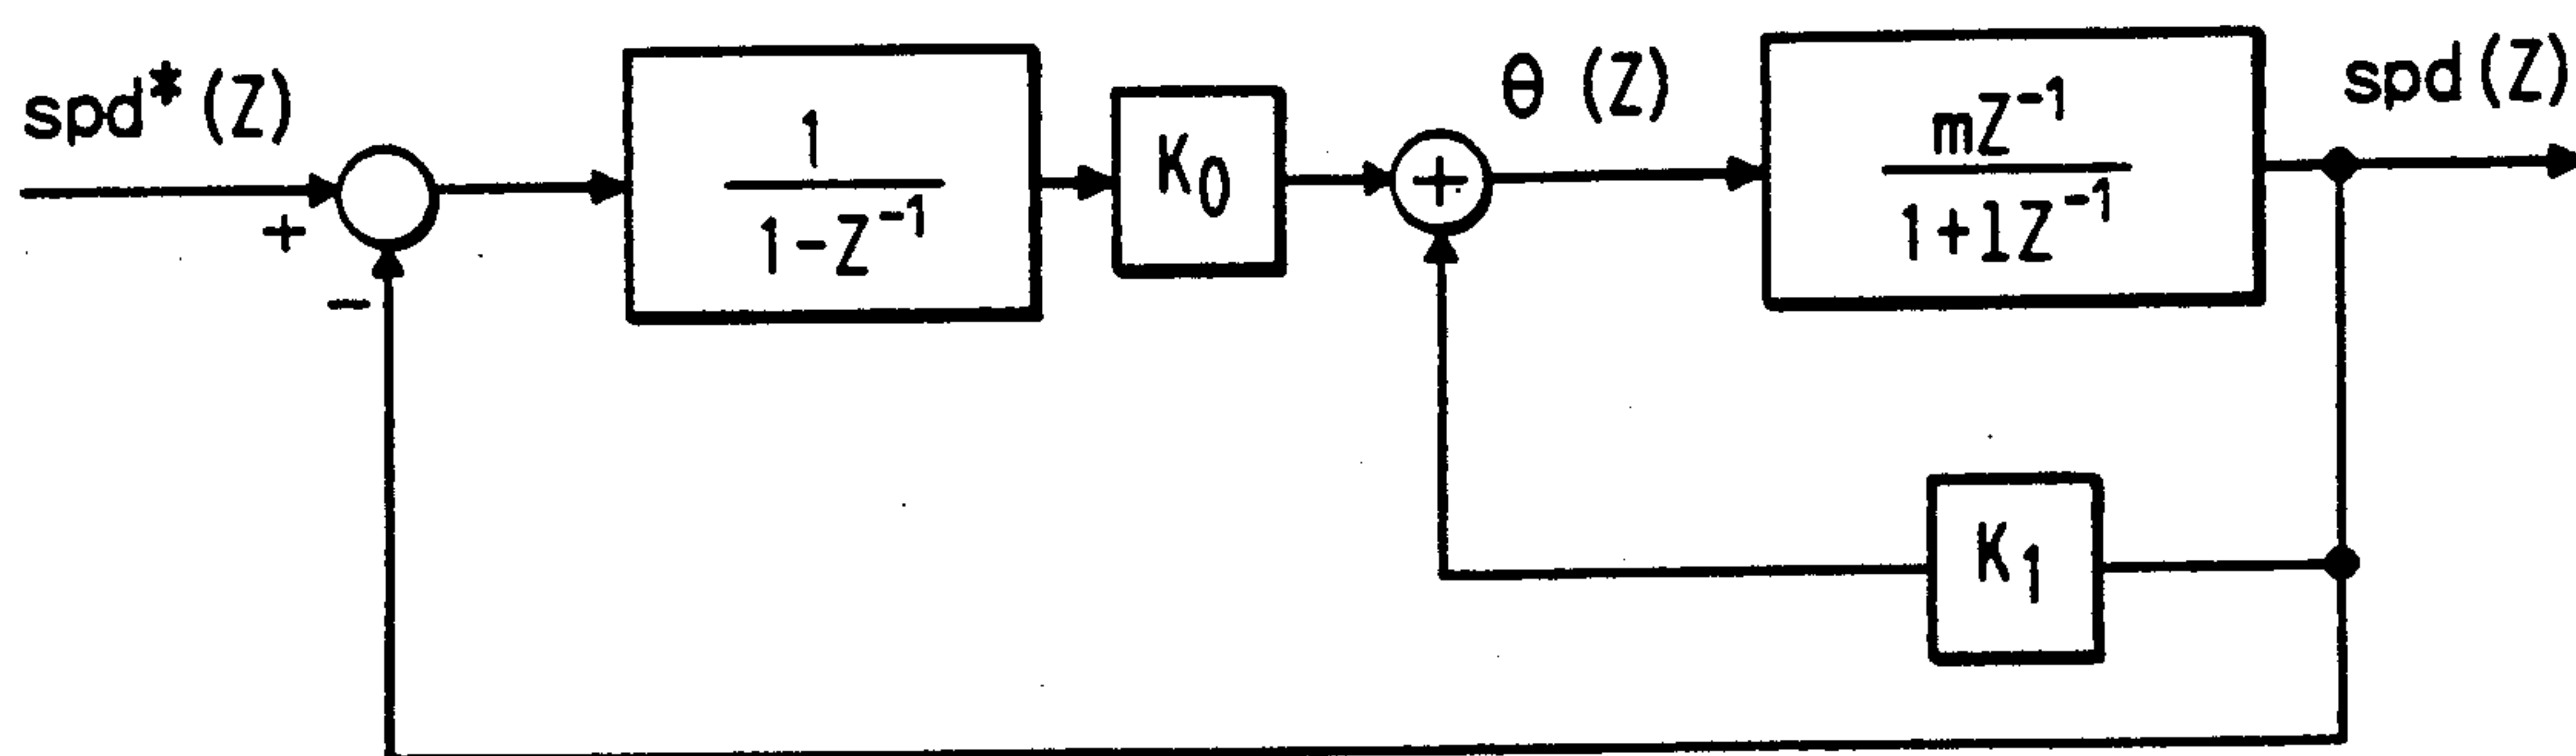 spd*(Z)
+
−
1
1-Z⁻¹
K₀
+
θ (Z)
mZ⁻¹
1+lZ⁻¹
spd(Z)
K₁